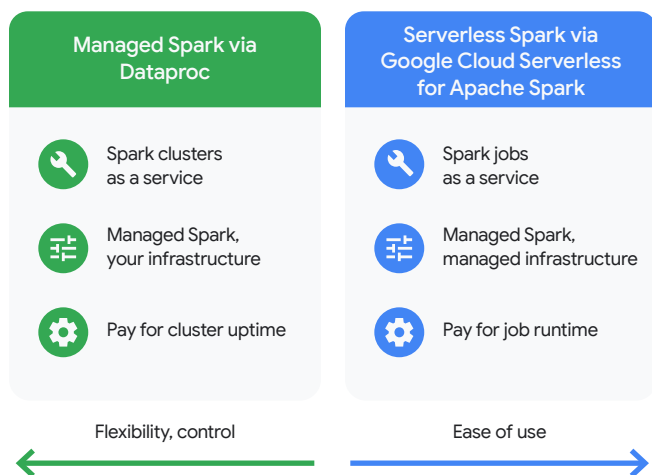 Managed Spark via
Dataproc
Spark clusters
as a service
Managed Spark,
your infrastructure
Pay for cluster uptime
Flexibility, control
Serverless Spark via
Google Cloud Serverless
for Apache Spark
Spark jobs
as a service
Managed Spark,
managed infrastructure
Pay for job runtime
Ease of use